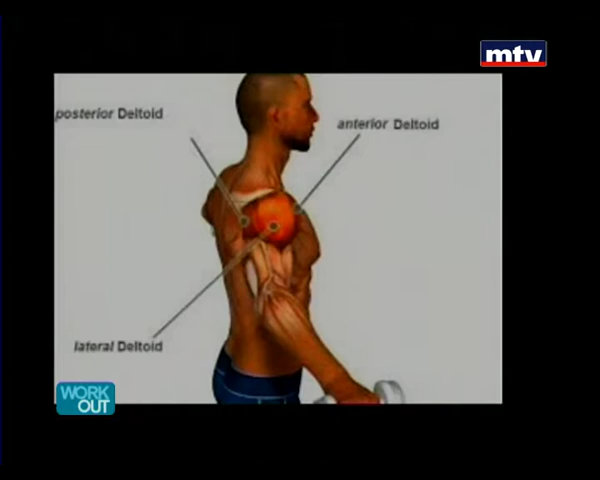 mtv
posterior Deltoid
anterior Deltoid
lateral Deltoid
WORK
OUT